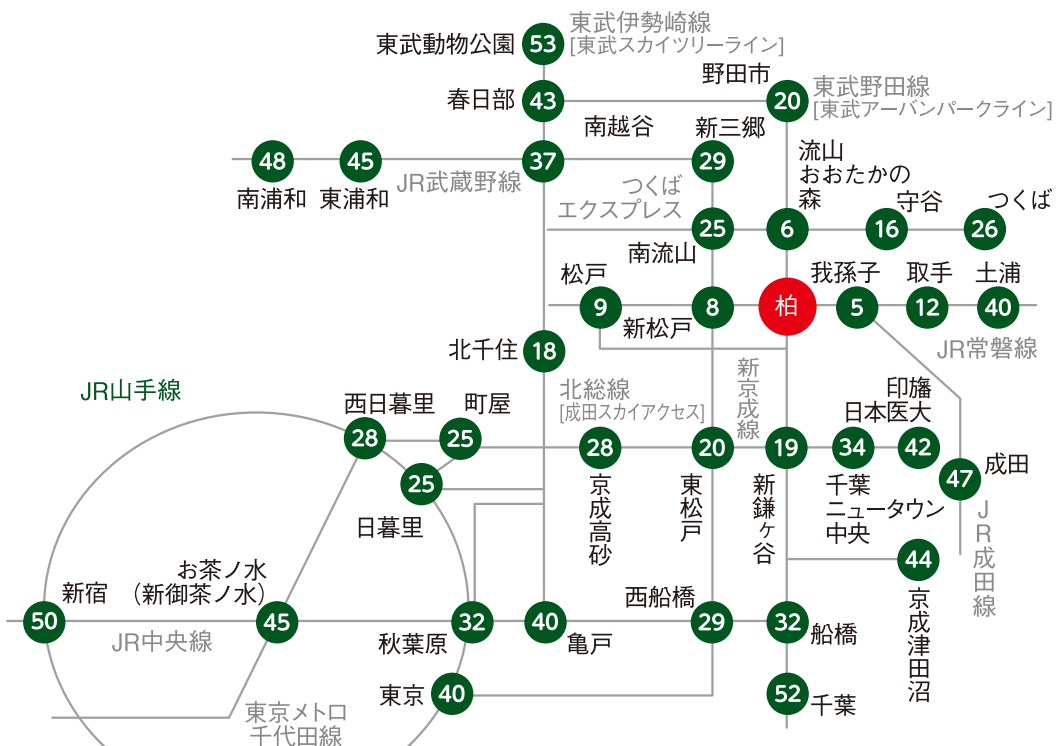 東武伊勢崎線
[東武スカイツリーライン]
東武動物公園
53
野田市
東武野田線
[東武アーバンパークライン]
春日部
43
20
南越谷
新三郷
流山
おおたかの
森
48
45
37
29
南浦和
東浦和
JR武蔵野線
つくば
エクスプレス
守谷
つくば
25
6
16
26
南流山
松戸
我孫子
取手
土浦
9
8
柏
5
12
40
新松戸
JR常磐線
北千住
18
新京成線
JR山手線
北総線
[成田スカイアクセス]
印旛
日本医大
西日暮里
町屋
28
25
28
20
19
34
42
25
日暮里
京成高砂
東松戸
新鎌ヶ谷
千葉
ニュータウン
中央
47
成田
JR成田線
44
京成津田沼
お茶ノ水
(新御茶ノ水)
新宿
西船橋
50
45
32
40
29
32
船橋
JR中央線
秋葉原
亀戸
東京
40
52
千葉
東京メトロ
千代田線